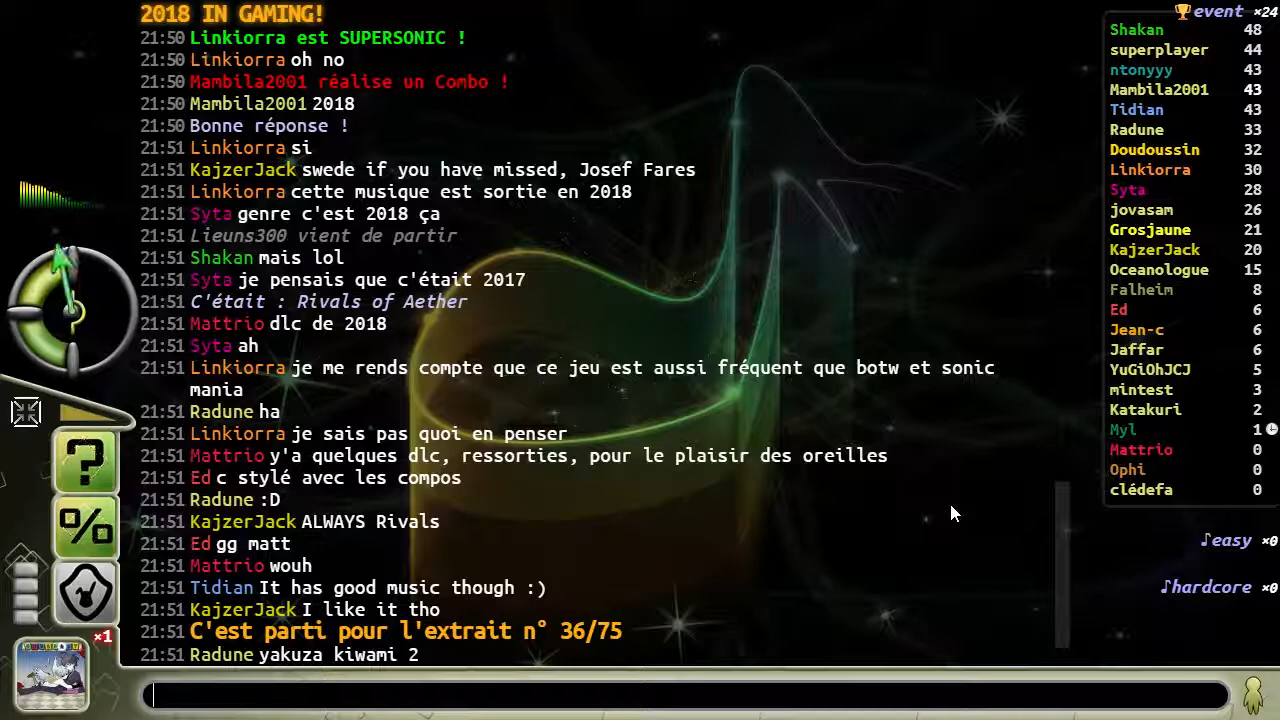 2018 IN GAMING!
21:50 Linkiorra est SUPERSONIC !
21:50 Linkiorra oh no
21:50 Mambila2001 réalise un Combo !
21:50 Mambila2001 2018
21:50 Bonne réponse !
21:51 Linkiorra si
21:51 KajzerJack swede if you have missed, Josef Fares
21:51 Linkiorra cette musique est sortie en 2018
21:51 Syta genre c'est 2018 ça
21:51 Lieuns300 vient de partir
21:51 Shakan mais lol
21:51 Syta je pensais que c'était 2017
21:51 C'était : Rivals of Aether
21:51 Mattrio dlc de 2018
21:51 Syta ah
21:51 Linkiorra je me rends compte que ce jeu est aussi fréquent que botw et sonic
mania
21:51 Radune ha
21:51 Linkiorra je sais pas quoi en penser
21:51 Mattrio y'a quelques dlc, ressorties, pour le plaisir des oreilles
21:51 Ed c stylé avec les compos
21:51 Radune :D
21:51 KajzerJack ALWAYS Rivals
21:51 Ed gg matt
21:51 Mattrio wouh
21:51 Tidian It has good music though :)
21:51 KajzerJack I like it tho
21:51 C'est parti pour l'extrait n° 36/75
21:51 Radune yakuza kiwami 2
event ×24
Shakan 48
superplayer 44
ntonyyy 43
Mambila2001 43
Tidian 43
Radune 33
Doudoussin 32
Linkiorra 30
Syta 28
jovasam 26
Grosjaune 21
KajzerJack 20
Oceanologue 15
Falheim 8
Ed 6
Jean-c 6
Jaffar 6
YuGiOhJCJ 5
mintest 3
Katakuri 2
Myl 1
Mattrio 0
Ophi 0
clédefa 0
♪easy ×0
♪hardcore ×0
?
%
×1